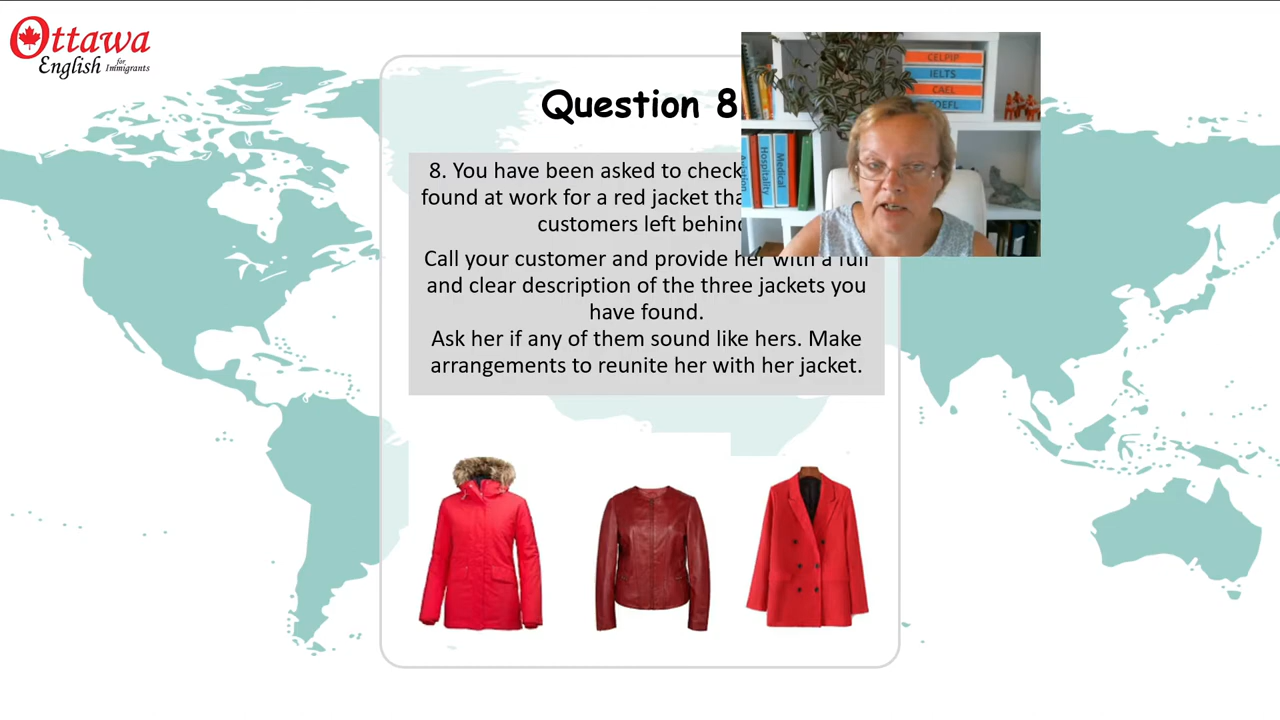 Ottawa
English for Immigrants
Question 8
8. You have been asked to check
found at work for a red jacket tha
customers left behind
Call your customer and provide her with a full
and clear description of the three jackets you
have found.
Ask her if any of them sound like hers. Make
arrangements to reunite her with her jacket.
CELPIP
IELTS
CAEL
TOEFL
Medical
Hospitality
Aviation